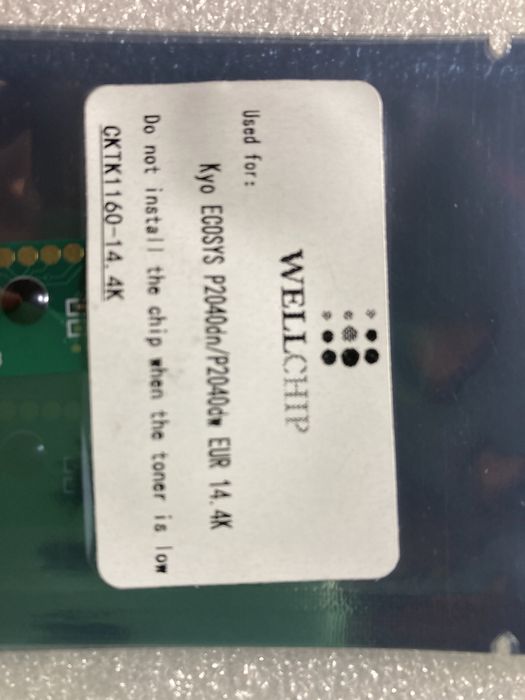 WELLCHIP
Used for:
Kyo ECOSYS P2040dn/P2040dw EUR 14.4K
Do not install the chip when the toner is low
CKTK1160-14.4K